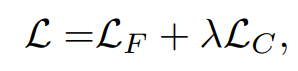 ℒ = ℒ_F + λℒ_C,